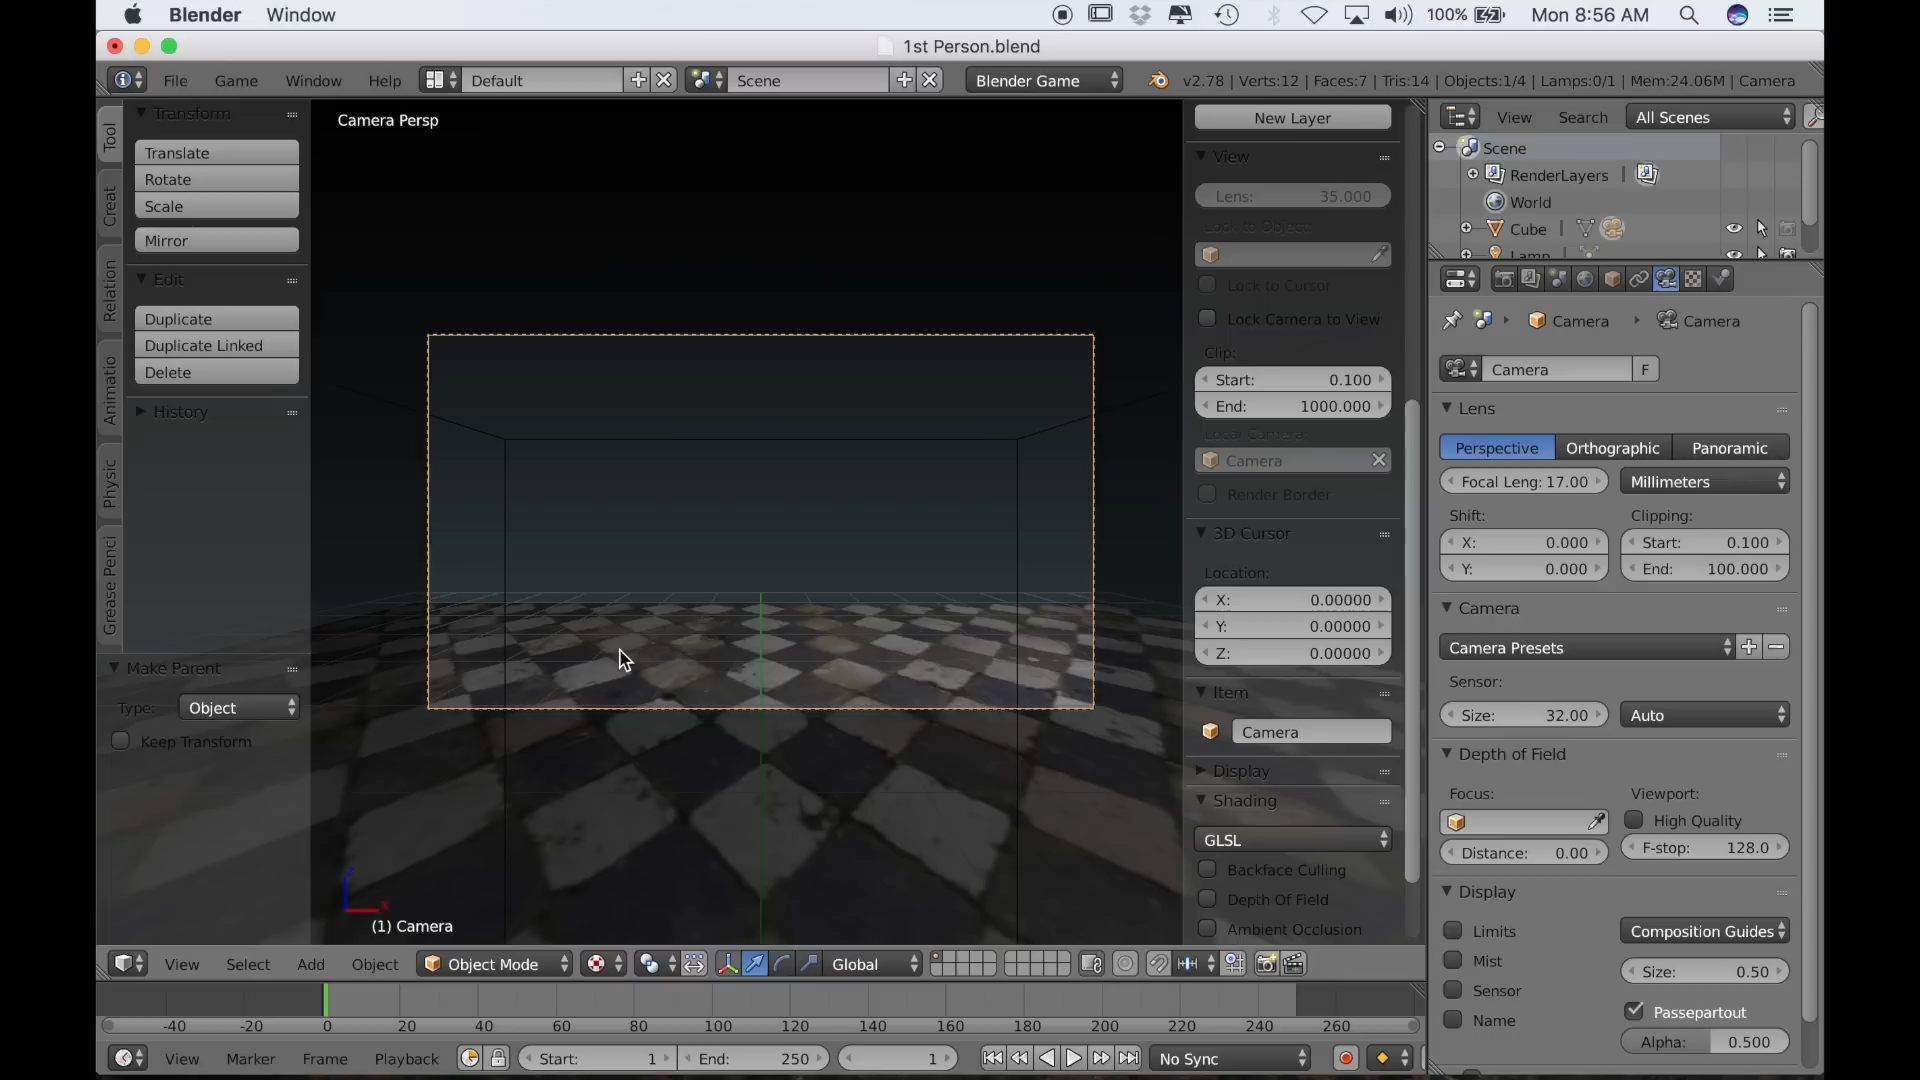 Blender Window 100% Mon 8:56 AM
1st Person.blend
File Game Window Help Default Scene Blender Game v2.78 | Verts:12 | Faces:7 | Tris:14 | Objects:1/4 | Lamps:0/1 | Mem:24.06M | Camera
Tool
Creat
Relation
Animatio
Physic
Grease Penci
Transform
Translate
Rotate
Scale
Mirror
Edit
Duplicate
Duplicate Linked
Delete
History
Make Parent
Type: Object
Keep Transform
Camera Persp
(1) Camera
New Layer
View
Lens: 35.000
Lock to Object:
Lock to Cursor
Lock Camera to View
Clip:
Start: 0.100
End: 1000.000
Local Camera:
Camera
Render Border
3D Cursor
Location:
X: 0.00000
Y: 0.00000
Z: 0.00000
Item
Camera
Display
Shading
GLSL
Backface Culling
Depth Of Field
Ambient Occlusion
View Search All Scenes
Scene
RenderLayers |
World
Cube |
Lamp
Camera Camera
Camera F
Lens
Perspective Orthographic Panoramic
Focal Leng: 17.00 Millimeters
Shift: Clipping:
X: 0.000 Start: 0.100
Y: 0.000 End: 100.000
Camera
Camera Presets
Sensor:
Size: 32.00 Auto
Depth of Field
Focus: Viewport:
High Quality
Distance: 0.00 F-stop: 128.0
Display
Limits Composition Guides
Mist Size: 0.50
Sensor
Name Passepartout
Alpha: 0.500
View Select Add Object Object Mode Global
-40 -20 0 20 40 60 80 100 120 140 160 180 200 220 240 260
View Marker Frame Playback Start: 1 End: 250 1 No Sync